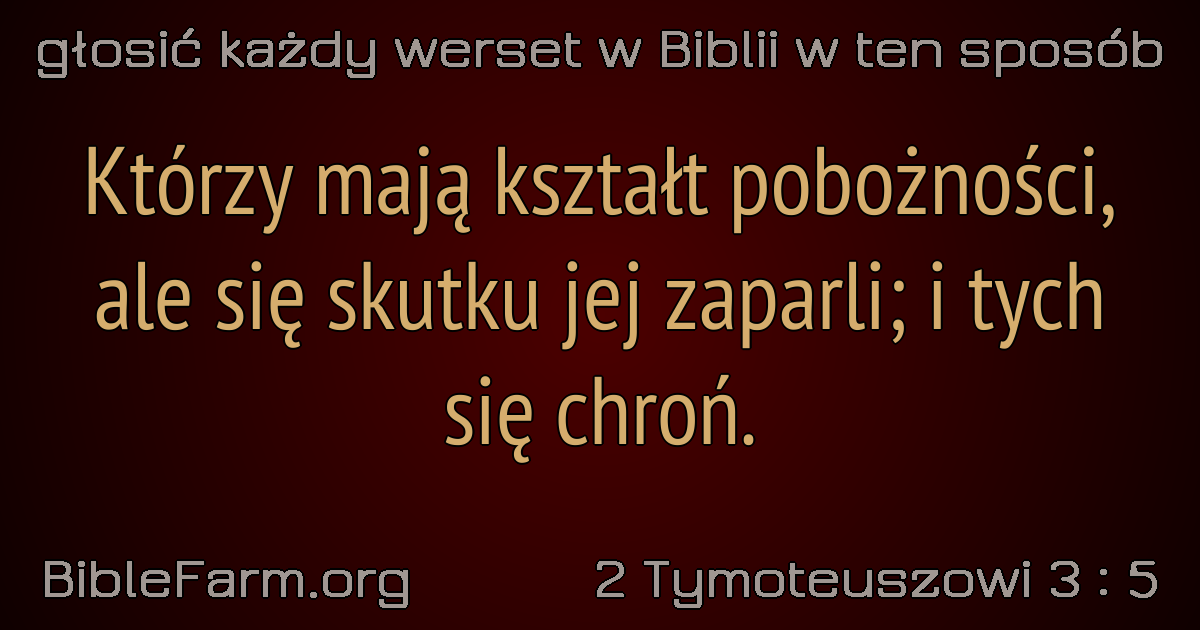 głosić każdy werset w Biblii w ten sposób
Którzy mają kształt pobożności,
ale się skutku jej zaparli; i tych
się chroń.
BibleFarm.org
2 Tymoteuszowi 3 : 5